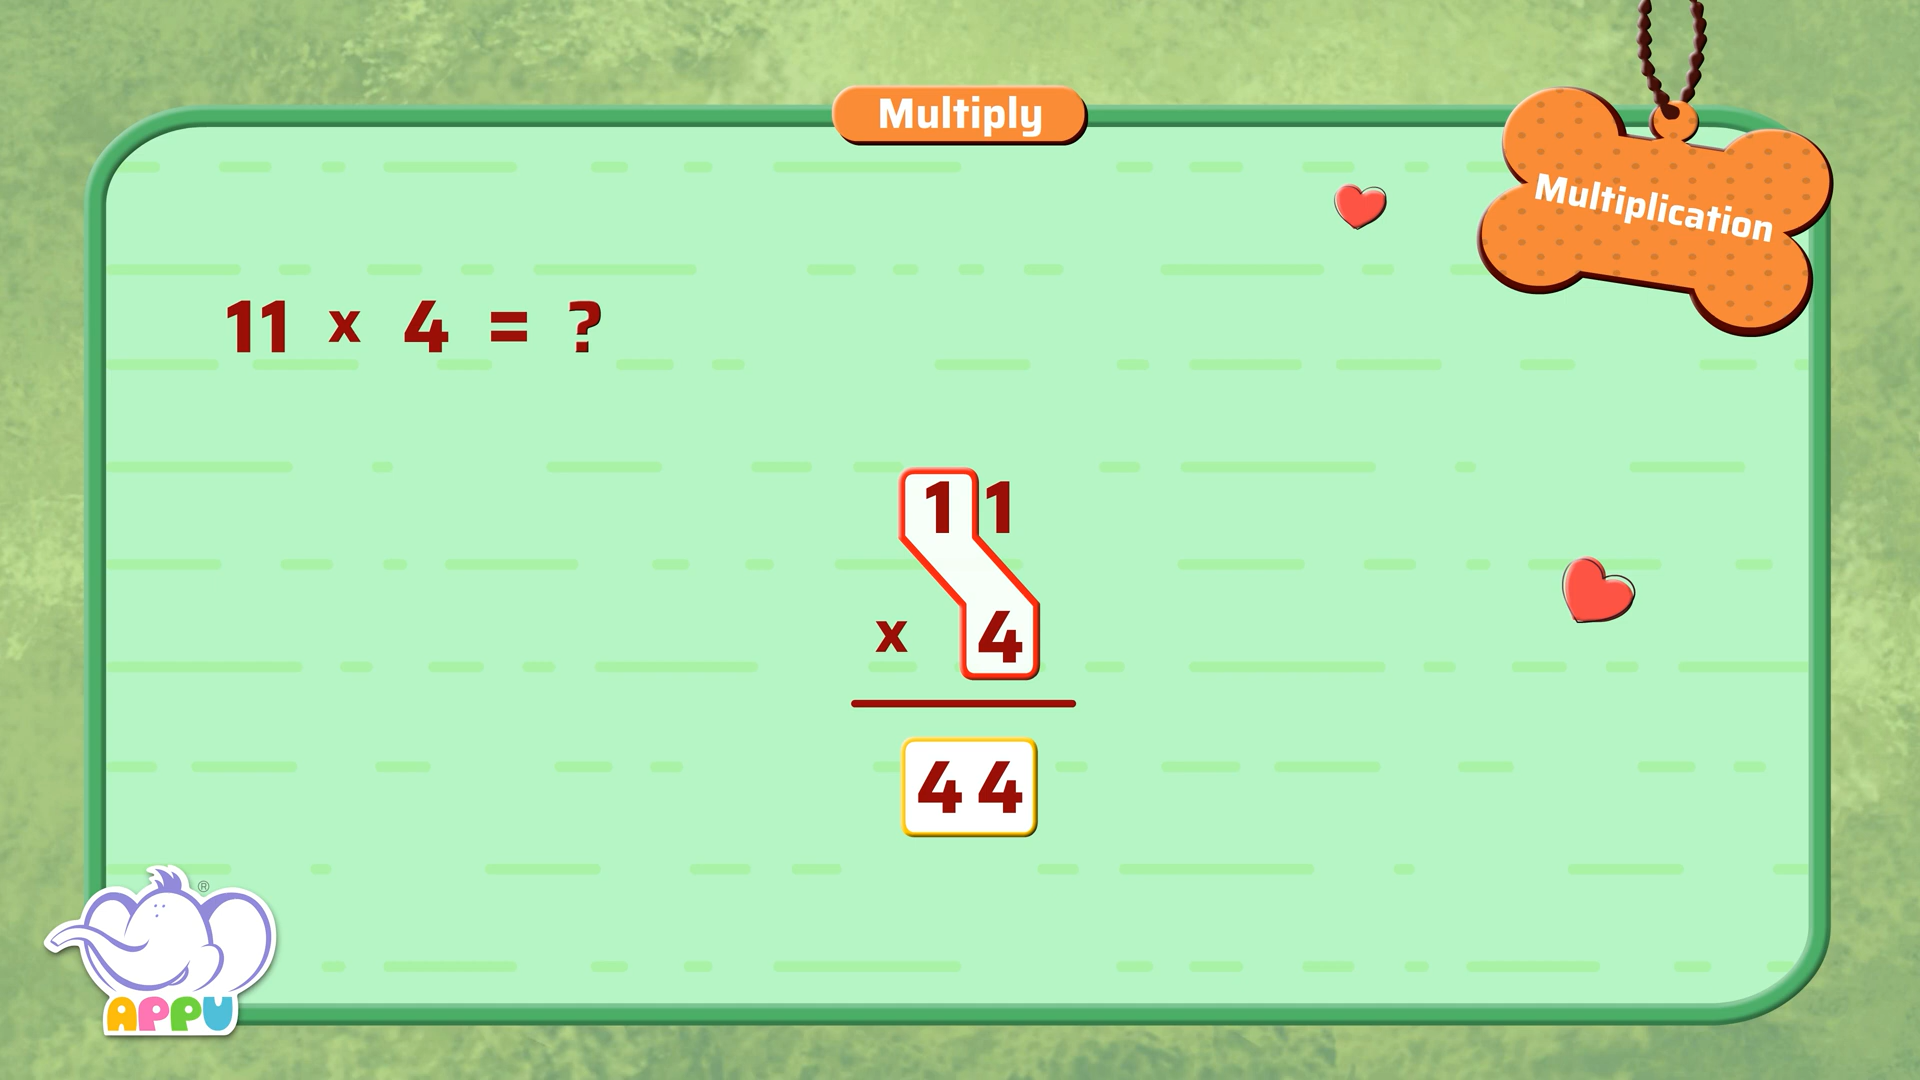 Multiply
Multiplication
11 x 4 = ?
11
x 4
44
®
APPU